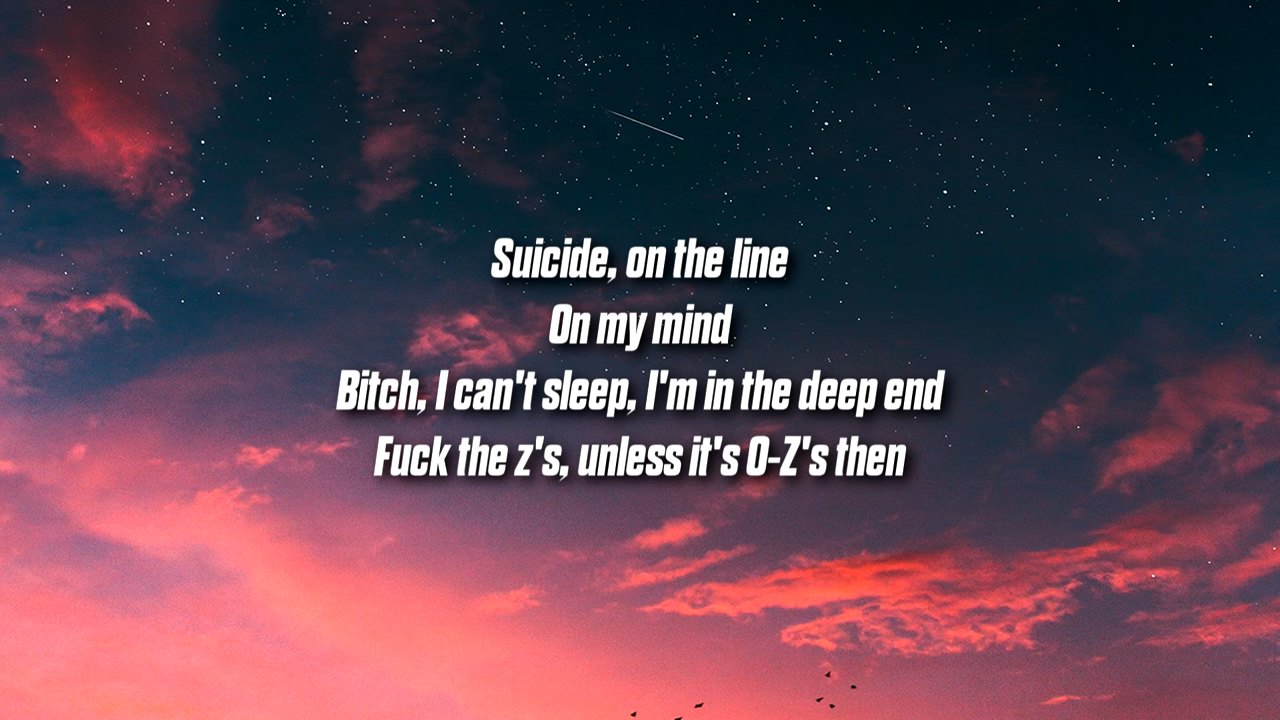 Suicide, on the line
On my mind
Bitch, I can't sleep, I'm in the deep end
Fuck the z's, unless it's O-Z's then